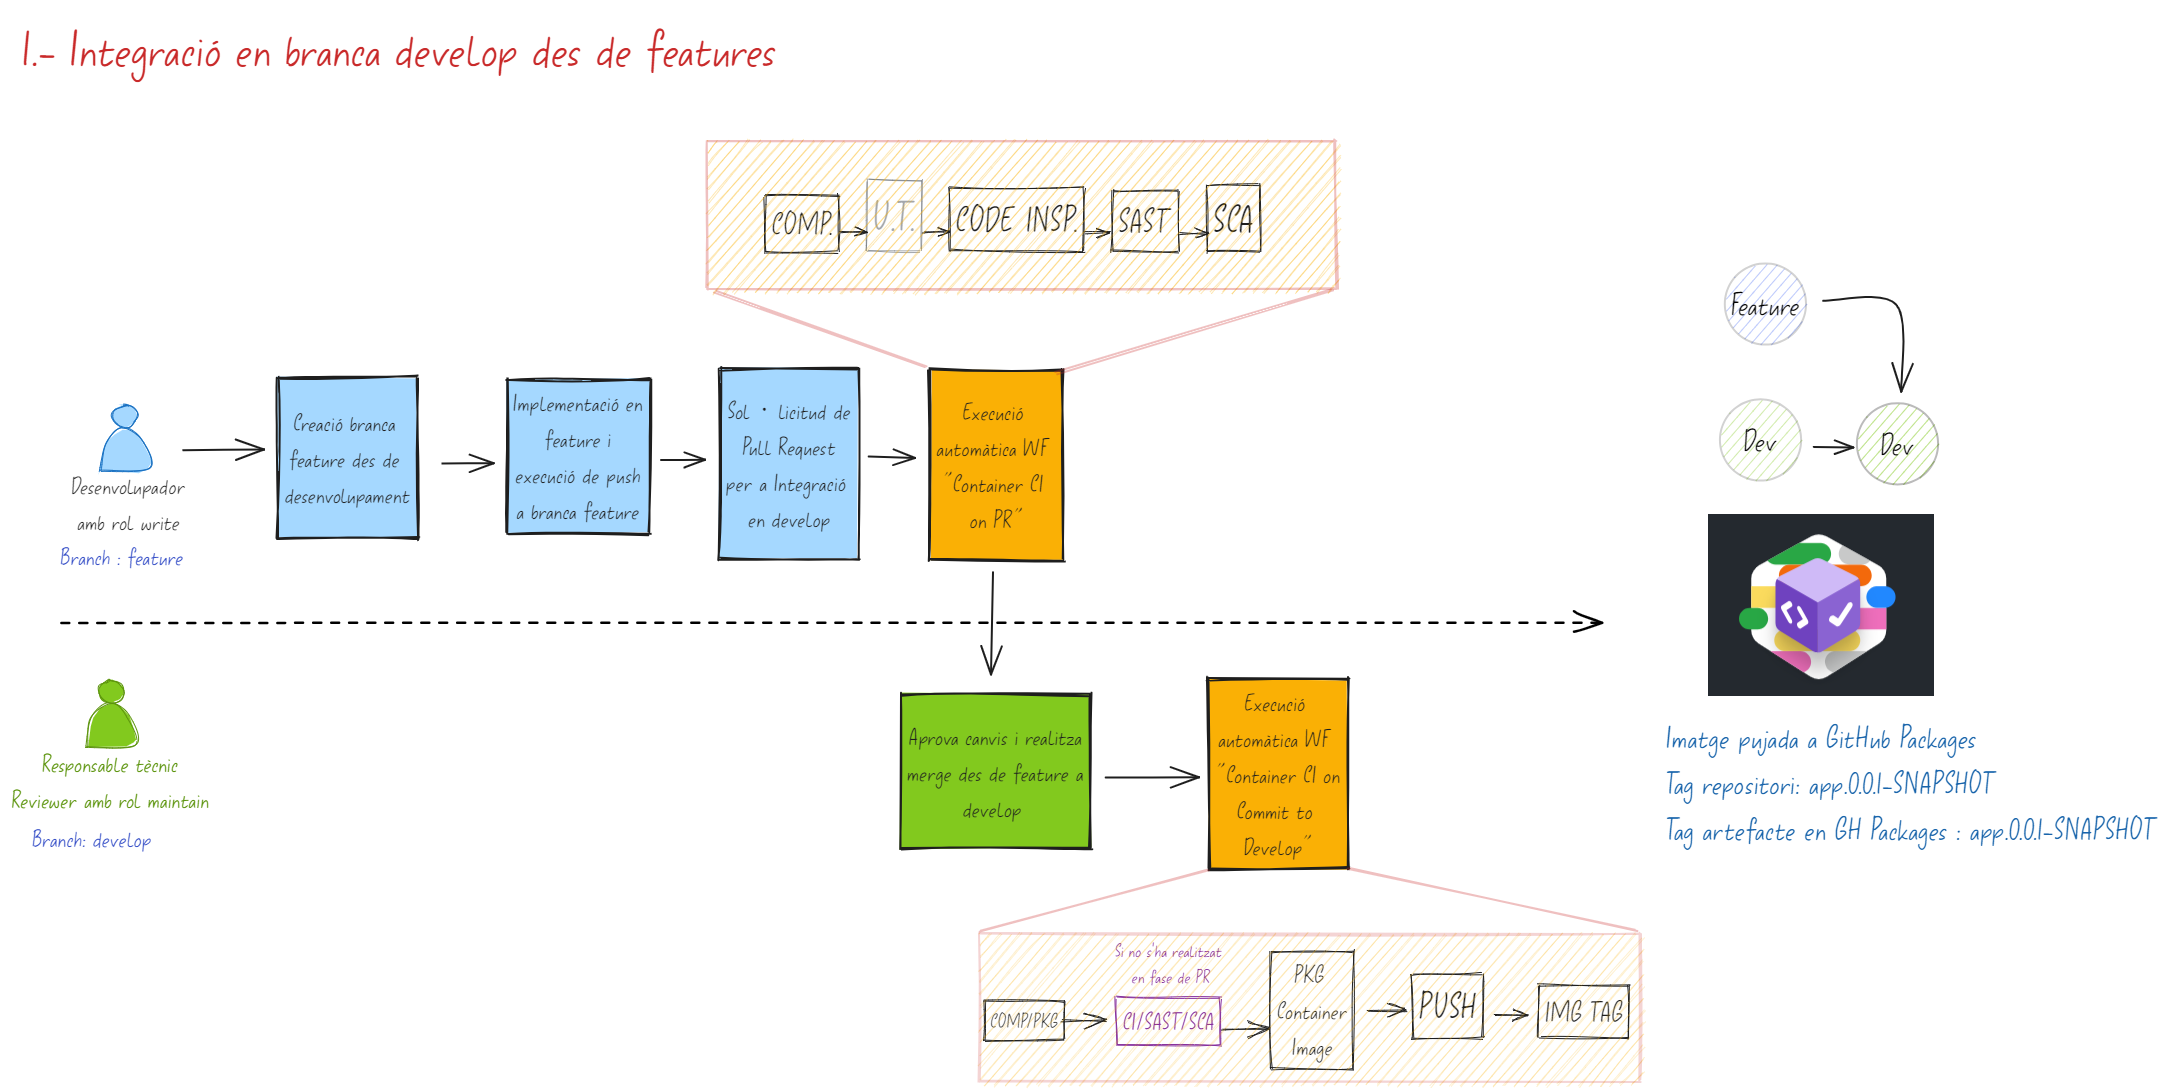 1.- Integració en branca develop des de features
COMP.
U.T.
CODE INSP.
SAST
SCA
Desenvolupador
amb rol write
Branch : feature
Creació branca
feature des de
desenvolupament
Implementació en
feature i
execució de push
a branca feature
Sol · licitud de
Pull Request
per a Integració
en develop
Execució
automàtica WF
"Container CI
on PR"
Feature
Dev
Dev
Responsable tècnic
Reviewer amb rol maintain
Branch: develop
Aprova canvis i realitza
merge des de feature a
develop
Execució
automàtica WF
"Container CI on
Commit to
Develop"
Imatge pujada a GitHub Packages
Tag repositori: app.0.0.1-SNAPSHOT
Tag artefacte en GH Packages : app.0.0.1-SNAPSHOT
COMP/PKG
Si no s'ha realitzat
en fase de PR
CI/SAST/SCA
PKG
Container
Image
PUSH
IMG TAG